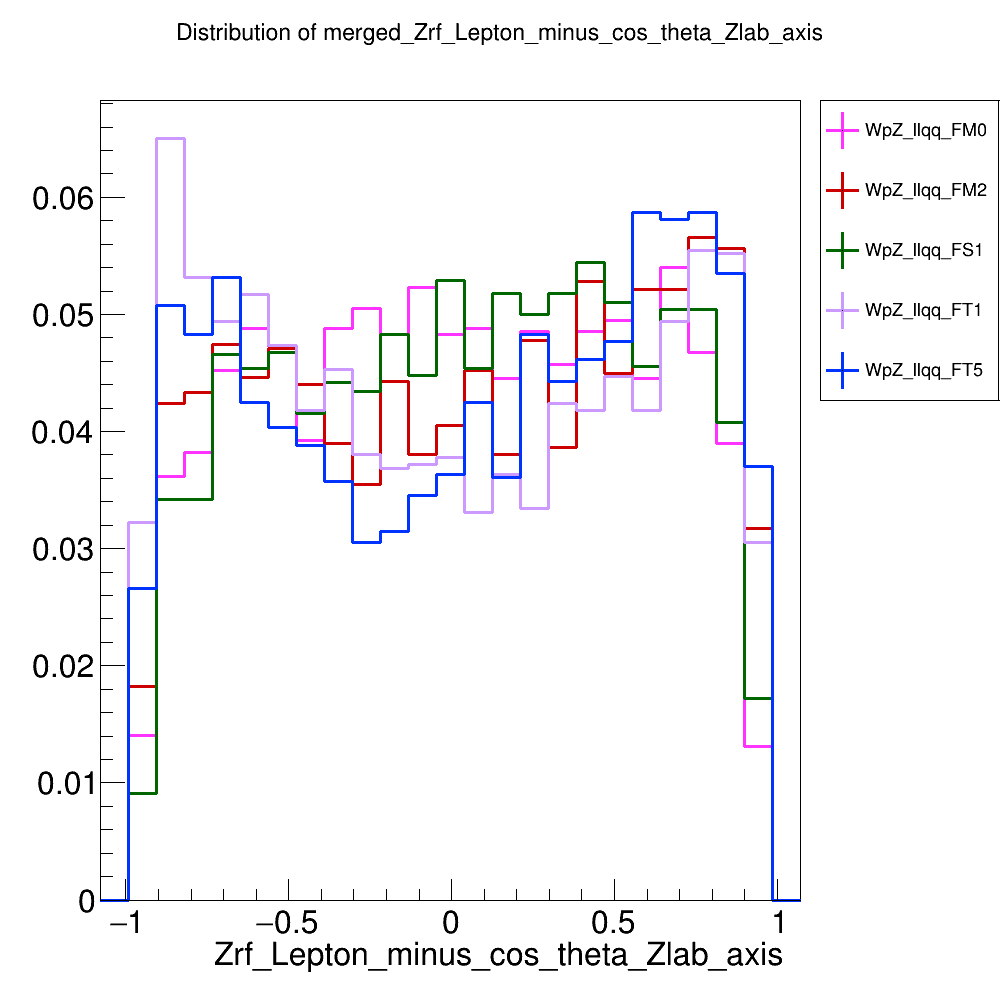 Distribution of merged_Zrf_Lepton_minus_cos_theta_Zlab_axis
WpZ_llqq_FM0
WpZ_llqq_FM2
WpZ_llqq_FS1
WpZ_llqq_FT1
WpZ_llqq_FT5
0.06
0.05
0.04
0.03
0.02
0.01
0
−1 −0.5 0 0.5 1
Zrf_Lepton_minus_cos_theta_Zlab_axis